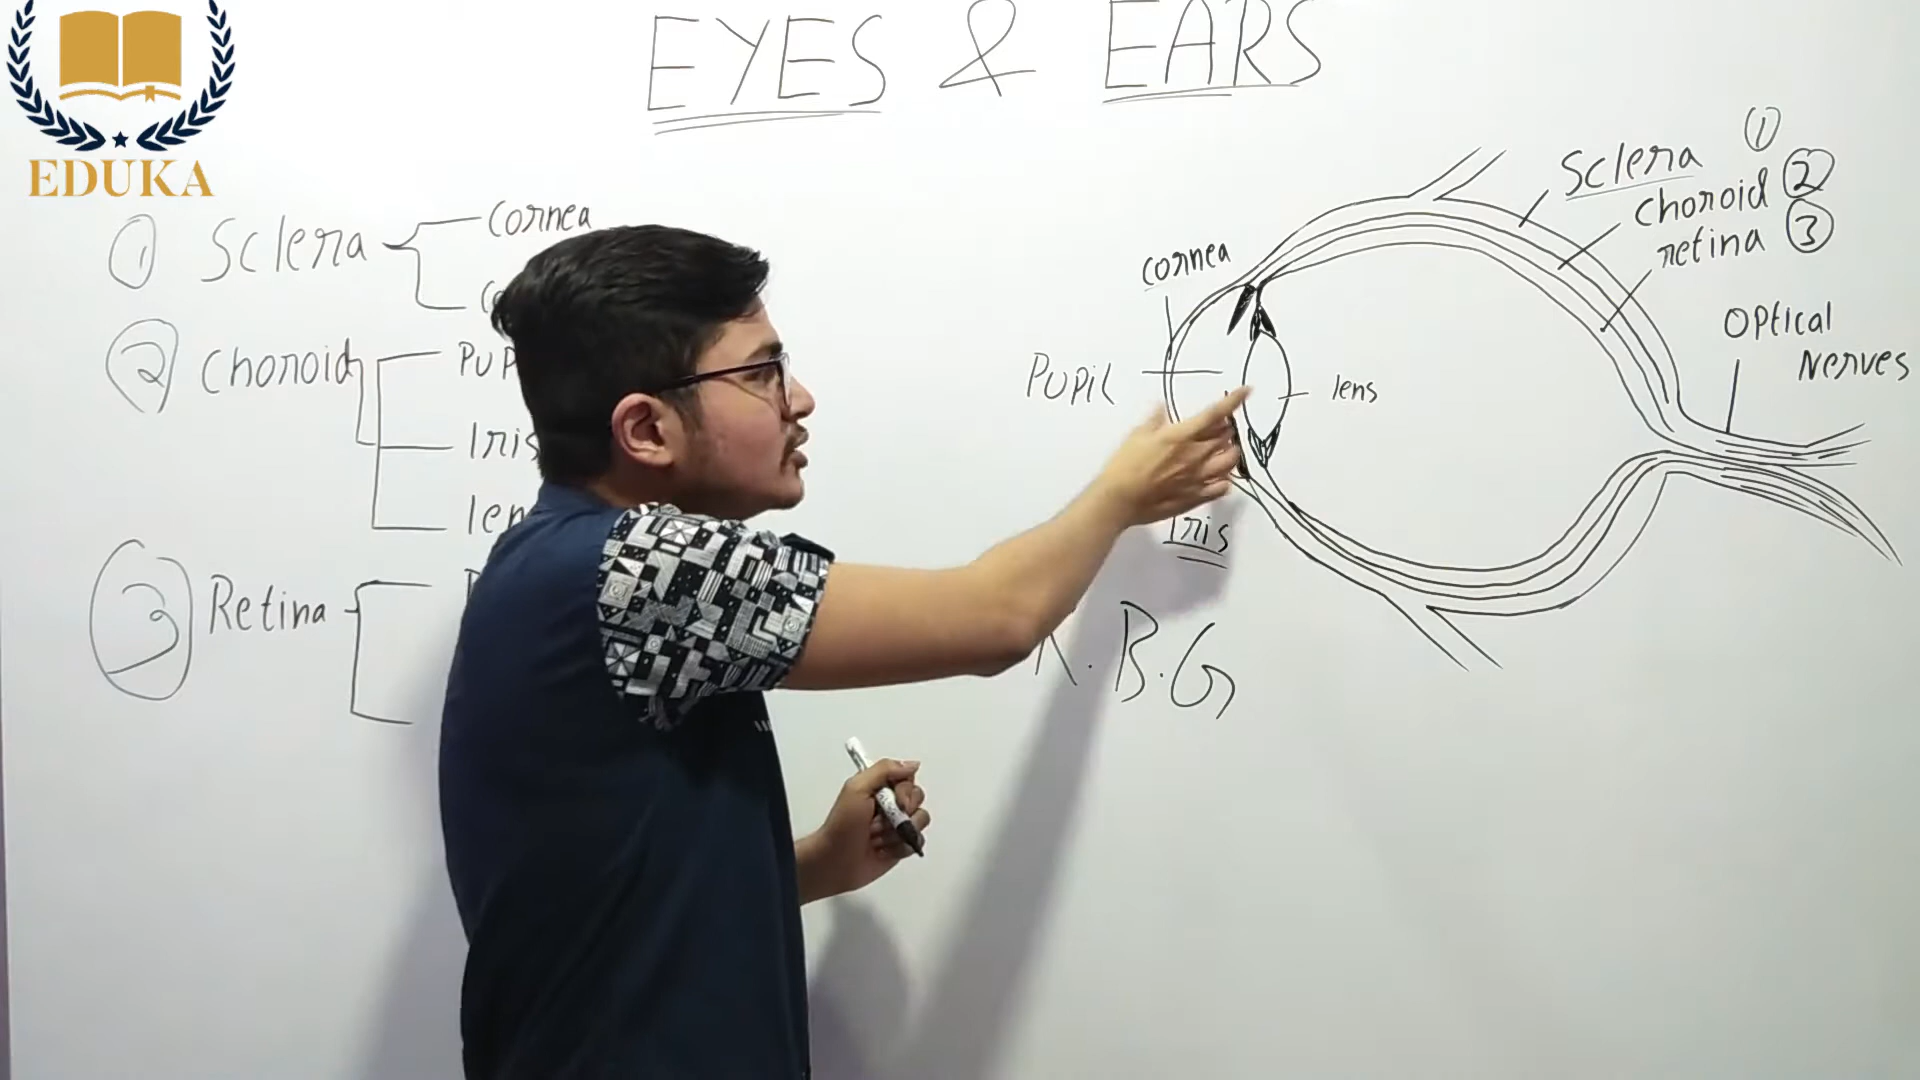 EDUKA
EYES & EARS
① Sclera
Cornea
② Choroid
Iris
③ Retina
Sclera ①
Choroid ②
retina ③
Cornea
Pupil
lens
Optical
Nerves
Iris
B.G